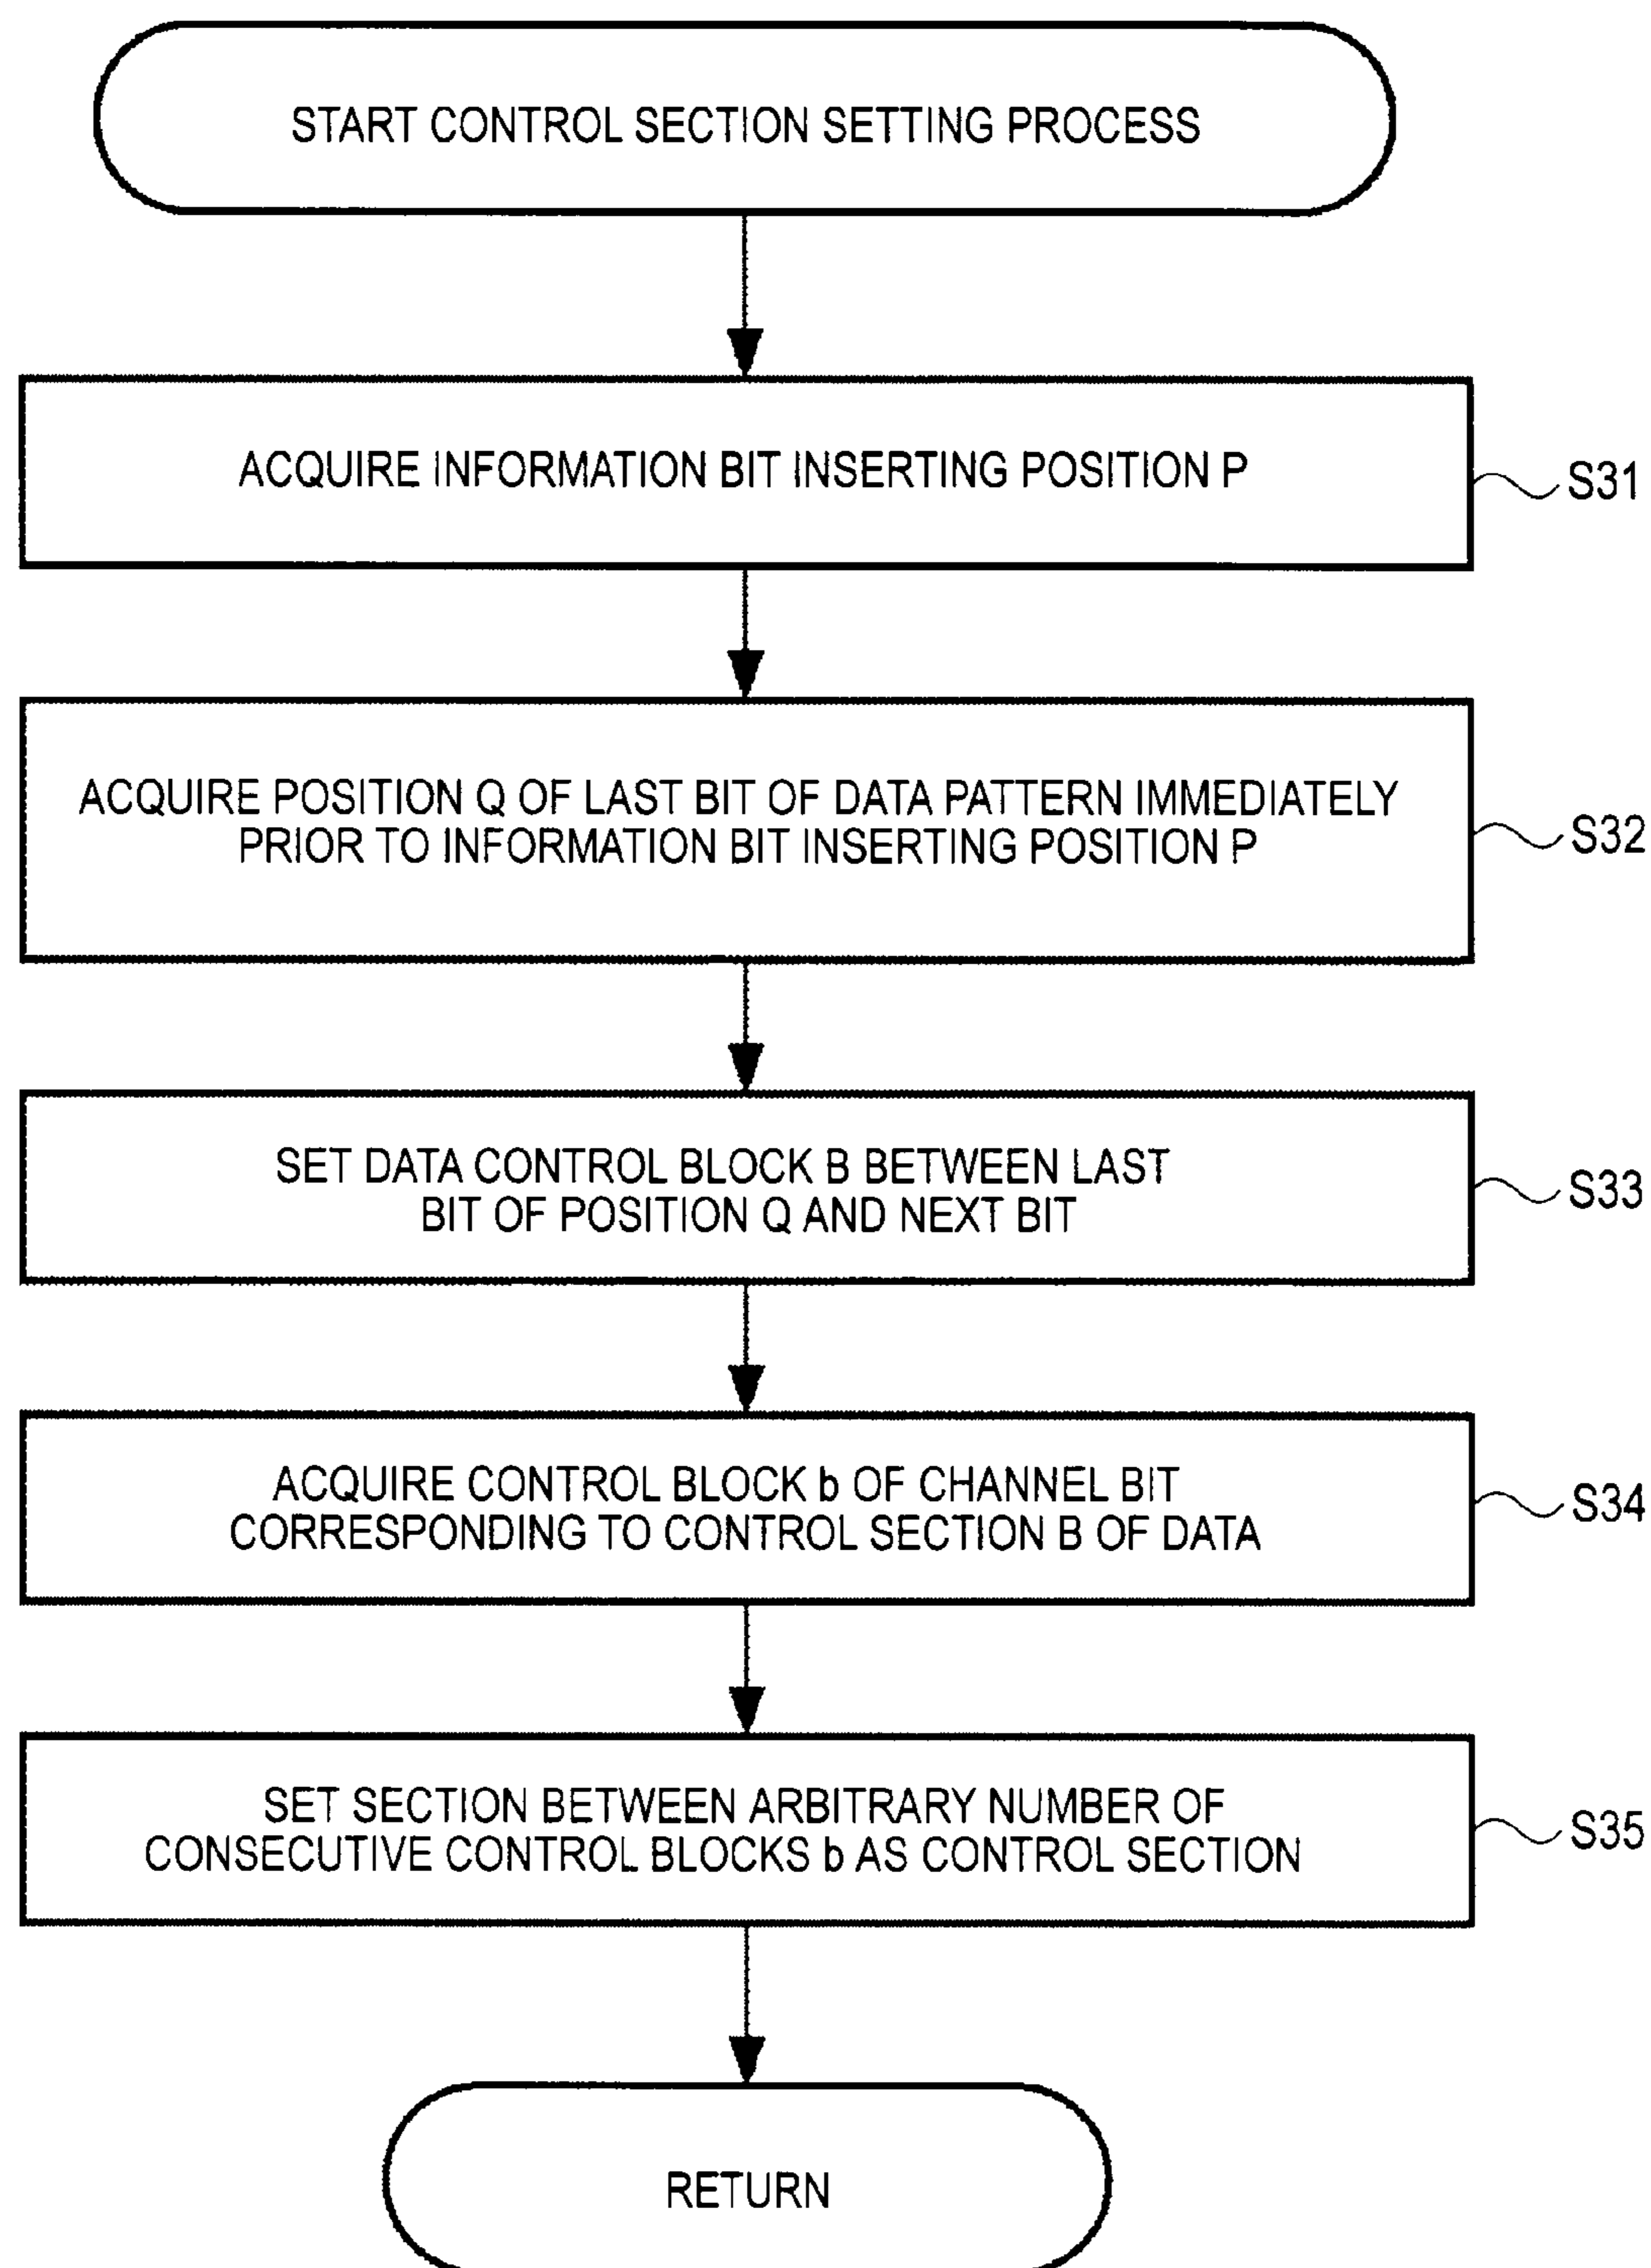 START CONTROL SECTION SETTING PROCESS
ACQUIRE INFORMATION BIT INSERTING POSITION P
S31
ACQUIRE POSITION Q OF LAST BIT OF DATA PATTERN IMMEDIATELY
PRIOR TO INFORMATION BIT INSERTING POSITION P
S32
SET DATA CONTROL BLOCK B BETWEEN LAST
BIT OF POSITION Q AND NEXT BIT
S33
ACQUIRE CONTROL BLOCK b OF CHANNEL BIT
CORRESPONDING TO CONTROL SECTION B OF DATA
S34
SET SECTION BETWEEN ARBITRARY NUMBER OF
CONSECUTIVE CONTROL BLOCKS b AS CONTROL SECTION
S35
RETURN